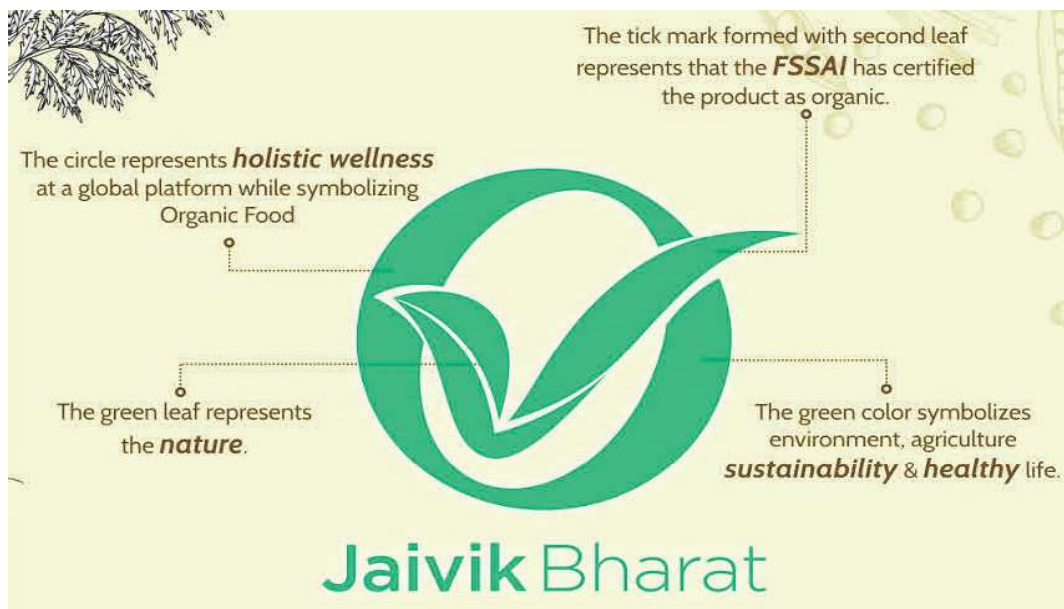 The tick mark formed with second leaf
represents that the FSSAI has certified
the product as organic.
The circle represents holistic wellness
at a global platform while symbolizing
Organic Food
The green leaf represents
the nature.
The green color symbolizes
environment, agriculture
sustainability & healthy life.
Jaivik Bharat